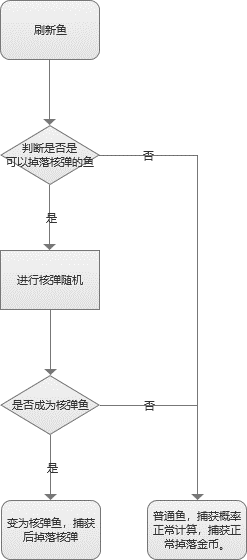 刷新鱼
判断是否是
可以掉落核弹的鱼
否
是
进行核弹随机
是否成为核弹鱼
否
是
变为核弹鱼，捕获
后掉落核弹
普通鱼，捕获概率
正常计算，捕获正
常掉落金币。